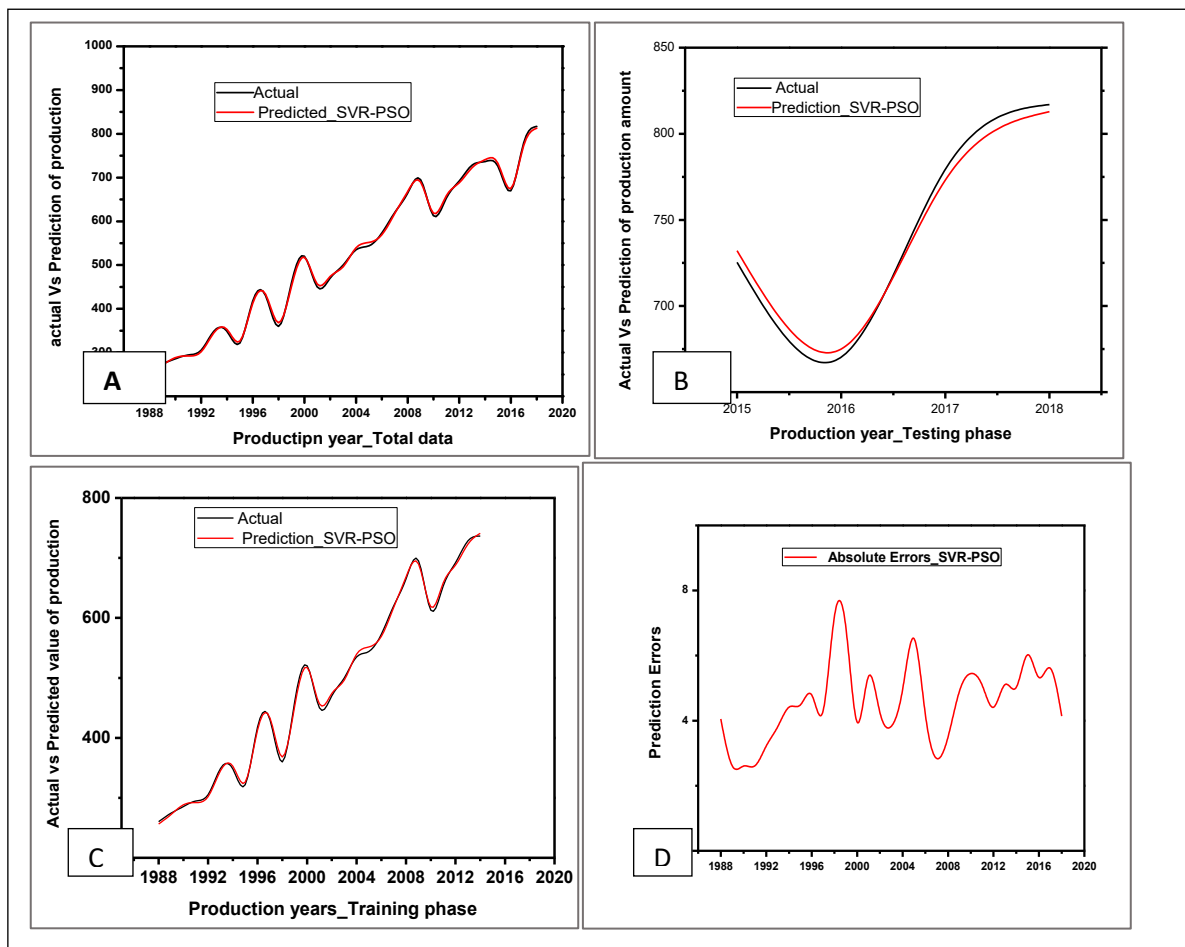 actual Vs Prediction of production
1000
900
800
700
600
500
400
300
Actual
Predicted_SVR-PSO
A
1988 1992 1996 2000 2004 2008 2012 2016 2020
Productipn year_Total data
Actual Vs Prediction of production amount
850
800
750
700
Actual
Prediction_SVR-PSO
B
2015 2016 2017 2018
Production year_Testing phase
Actual vs Predicted value of production
800
600
400
Actual
Prediction_SVR-PSO
C
1988 1992 1996 2000 2004 2008 2012 2016 2020
Production years_Training phase
Prediction Errors
8
4
Absolute Errors_SVR-PSO
D
1988 1992 1996 2000 2004 2008 2012 2016 2020